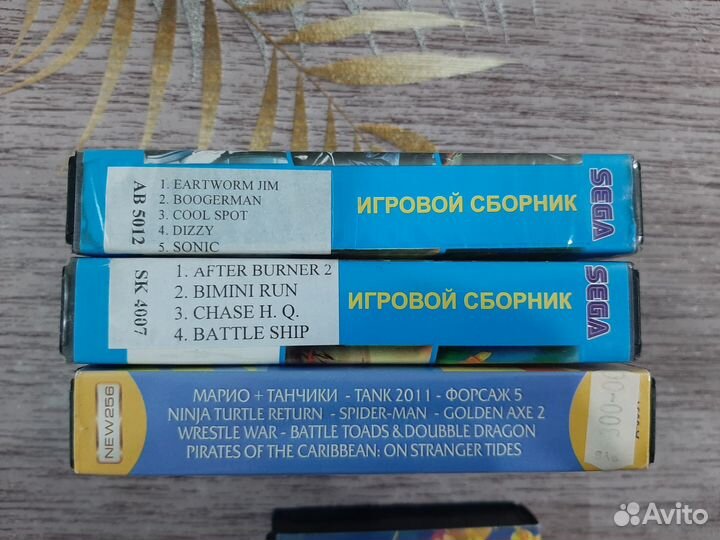 AB 5012
1. EARTWORM JIM
2. BOOGERMAN
3. COOL SPOT
4. DIZZY
5. SONIC
ИГРОВОЙ СБОРНИК
SEGA
SK 4007
1. AFTER BURNER 2
2. BIMINI RUN
3. CHASE H. Q.
4. BATTLE SHIP
ИГРОВОЙ СБОРНИК
SEGA
NEW256
МАРИО + ТАНЧИКИ - TANK 2011 - ФОРСАЖ 5
NINJA TURTLE RETURN - SPIDER-MAN - GOLDEN AXE 2
WRESTLE WAR - BATTLE TOADS & DOUBBLE DRAGON
PIRATES OF THE CARIBBEAN: ON STRANGER TIDES
Avito